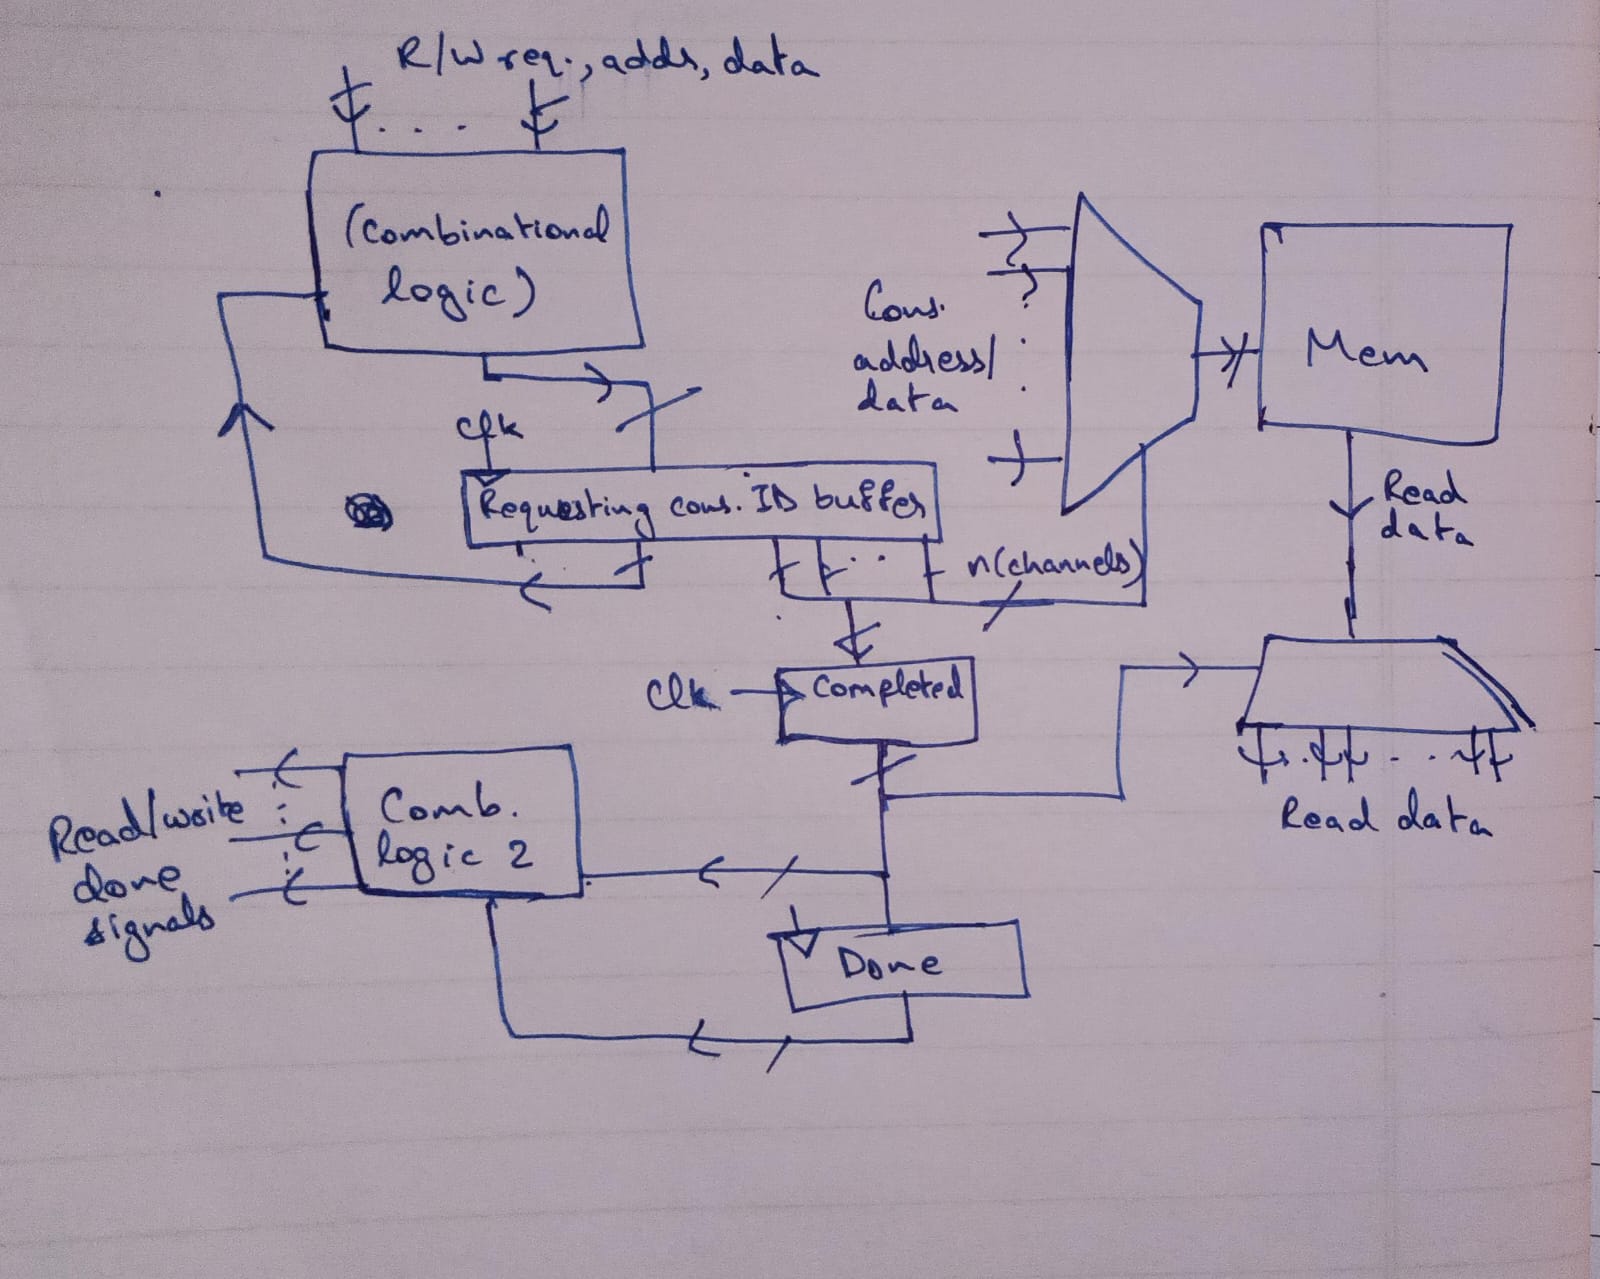 R/W req., addr, data
(Combinational
logic)
Cons.
address/
data
Mem
clk
Requesting cons. ID buffer
Read
data
n(channels)
Clk
Completed
Read data
Comb.
logic 2
Read/write
done
signals
Done